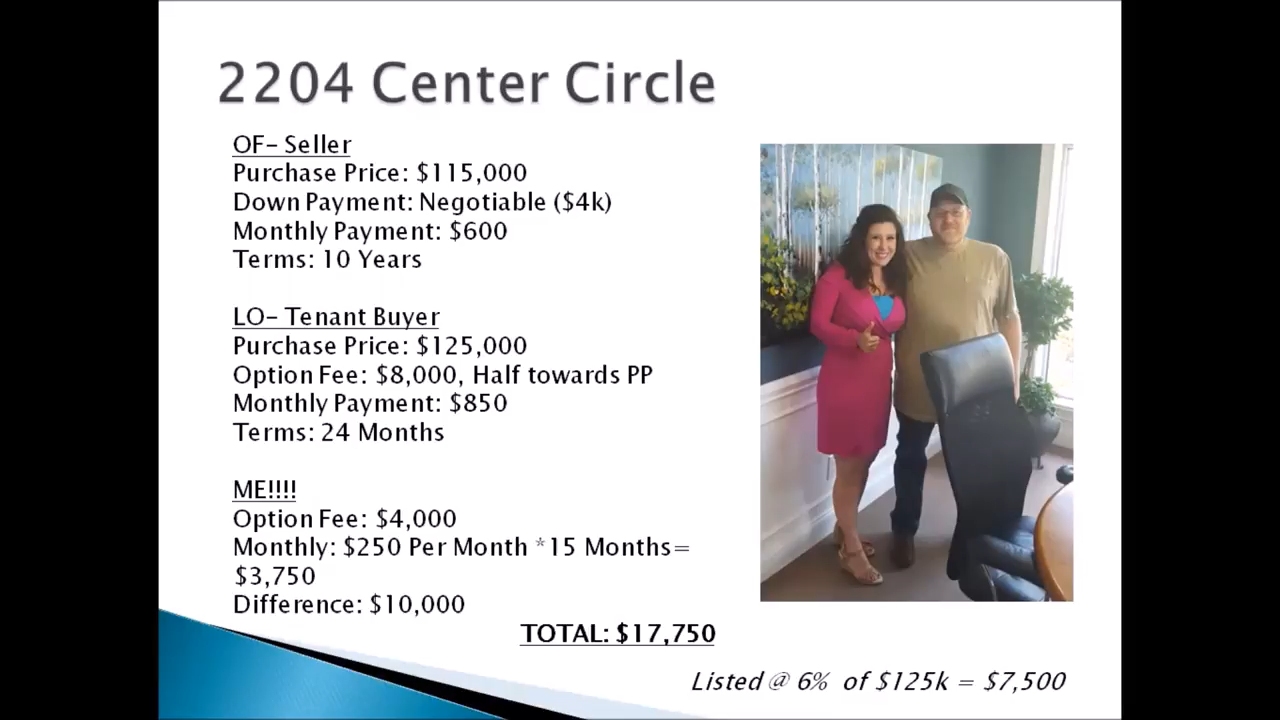 2204 Center Circle
OF- Seller
Purchase Price: $115,000
Down Payment: Negotiable ($4k)
Monthly Payment: $600
Terms: 10 Years
LO- Tenant Buyer
Purchase Price: $125,000
Option Fee: $8,000, Half towards PP
Monthly Payment: $850
Terms: 24 Months
ME!!!!
Option Fee: $4,000
Monthly: $250 Per Month *15 Months=
$3,750
Difference: $10,000
TOTAL: $17,750
Listed @ 6% of $125k = $7,500